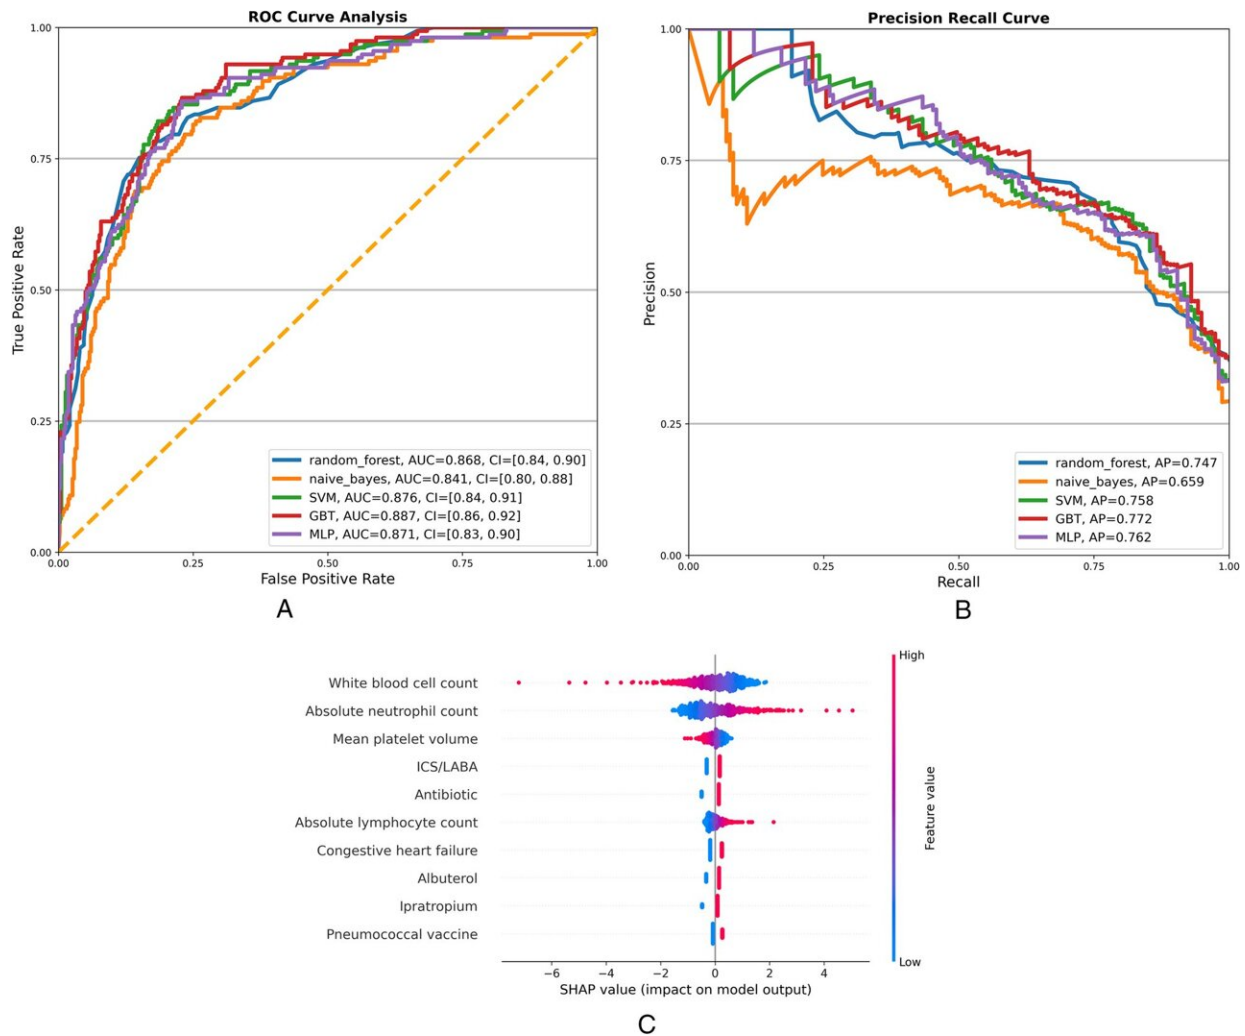 ROC Curve Analysis
1.00
0.75
0.50
0.25
0.00
True Positive Rate
random_forest, AUC=0.868, CI=[0.84, 0.90]
naive_bayes, AUC=0.841, CI=[0.80, 0.88]
SVM, AUC=0.876, CI=[0.84, 0.91]
GBT, AUC=0.887, CI=[0.86, 0.92]
MLP, AUC=0.871, CI=[0.83, 0.90]
0.00 0.25 0.50 0.75 1.00
False Positive Rate
A
Precision Recall Curve
1.00
0.75
0.50
0.25
0.00
Precision
random_forest, AP=0.747
naive_bayes, AP=0.659
SVM, AP=0.758
GBT, AP=0.772
MLP, AP=0.762
0.00 0.25 0.50 0.75 1.00
Recall
B
White blood cell count
Absolute neutrophil count
Mean platelet volume
ICS/LABA
Antibiotic
Absolute lymphocyte count
Congestive heart failure
Albuterol
Ipratropium
Pneumococcal vaccine
−6 −4 −2 0 2 4
SHAP value (impact on model output)
High
Feature value
Low
C